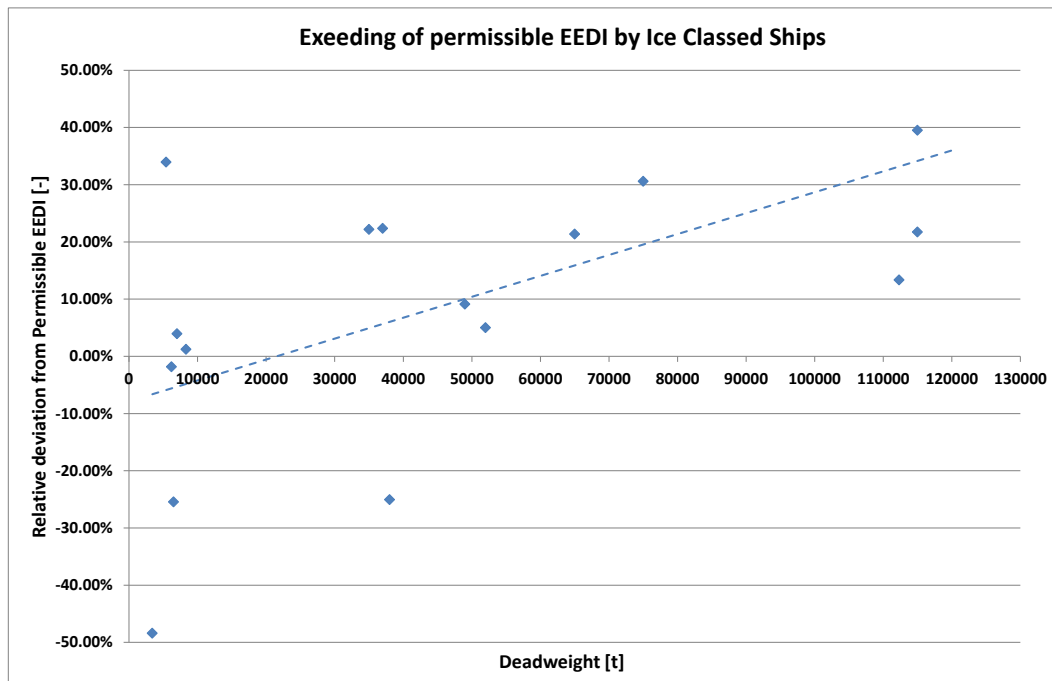 Exeeding of permissible EEDI by Ice Classed Ships
50.00%
40.00%
30.00%
20.00%
10.00%
0.00%
0 10000 20000 30000 40000 50000 60000 70000 80000 90000 100000 110000 120000 130000
-10.00%
-20.00%
-30.00%
-40.00%
-50.00%
Relative deviation from Permissible EEDI [-]
Deadweight [t]